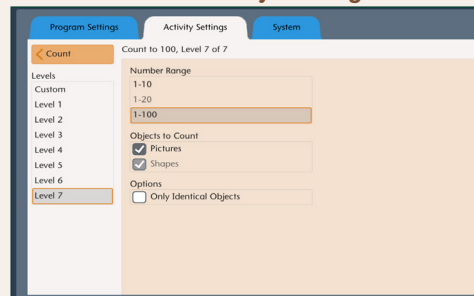 Program Settings
Activity Settings
System
Count
Count to 100, Level 7 of 7
Levels
Custom
Level 1
Level 2
Level 3
Level 4
Level 5
Level 6
Level 7
Number Range
1-10
1-20
1-100
Objects to Count
Pictures
Shapes
Options
Only Identical Objects